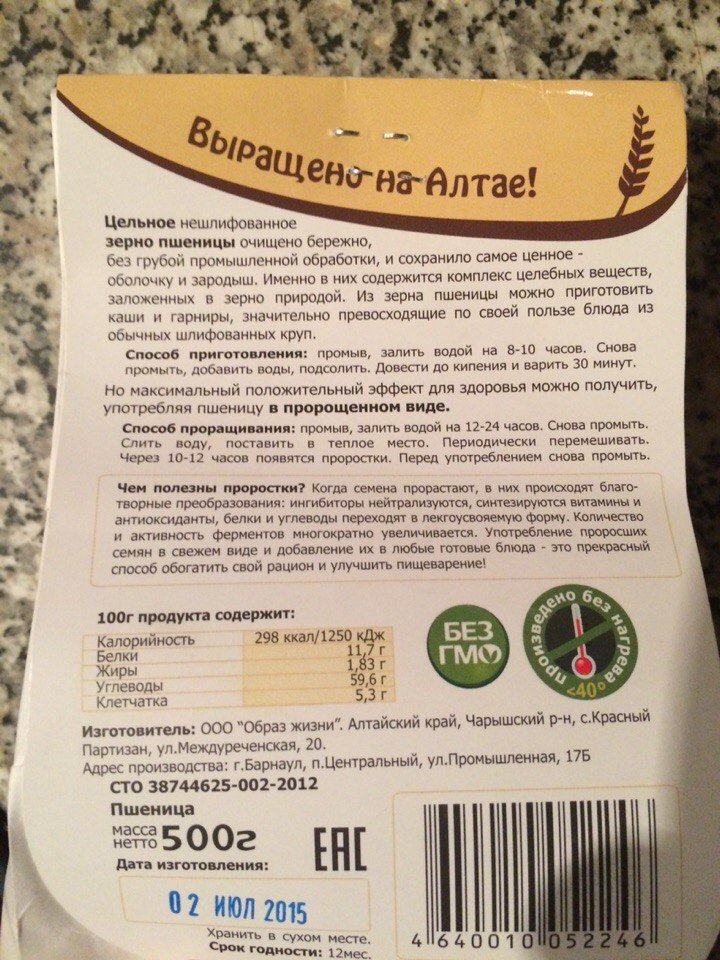 Выращено на Алтае!
Цельное нешлифованное
зерно пшеницы очищено бережно,
без грубой промышленной обработки, и сохранило самое ценное -
оболочку и зародыш. Именно в них содержится комплекс целебных веществ,
заложенных в зерно природой. Из зерна пшеницы можно приготовить
каши и гарниры, значительно превосходящие по своей пользе блюда из
обычных шлифованных круп.
Способ приготовления: промыв, залить водой на 8-10 часов. Снова
промыть, добавить воды, подсолить. Довести до кипения и варить 30 минут.
Но максимальный положительный эффект для здоровья можно получить,
употребляя пшеницу в пророщенном виде.
Способ проращивания: промыв, залить водой на 12-24 часов. Снова промыть.
Слить воду, поставить в теплое место. Периодически перемешивать.
Через 10-12 часов появятся проростки. Перед употреблением снова промыть.
Чем полезны проростки? Когда семена прорастают, в них происходят благо-
творные преобразования: ингибиторы нейтрализуются, синтезируются витамины и
антиоксиданты, белки и углеводы переходят в легкоусвояемую форму. Количество
и активность ферментов многократно увеличивается. Употребление проросших
семян в свежем виде и добавление их в любые готовые блюда - это прекрасный
способ обогатить свой рацион и улучшить пищеварение!
100г продукта содержит:
Калорийность 298 ккал/1250 кДж
Белки 11,7 г
Жиры 1,83 г
Углеводы 59,6 г
Клетчатка 5,3 г
БЕЗ
ГМО
произведено без нагрева
<40°
Изготовитель: ООО "Образ жизни". Алтайский край, Чарышский р-н, с.Красный
Партизан, ул.Междуреченская, 20.
Адрес производства: г.Барнаул, п.Центральный, ул.Промышленная, 17Б
СТО 38744625-002-2012
Пшеница
масса
нетто 500г
ЕАС
Дата изготовления:
02 ИЮЛ 2015
Хранить в сухом месте.
Срок годности: 12мес.
4 640010 052246